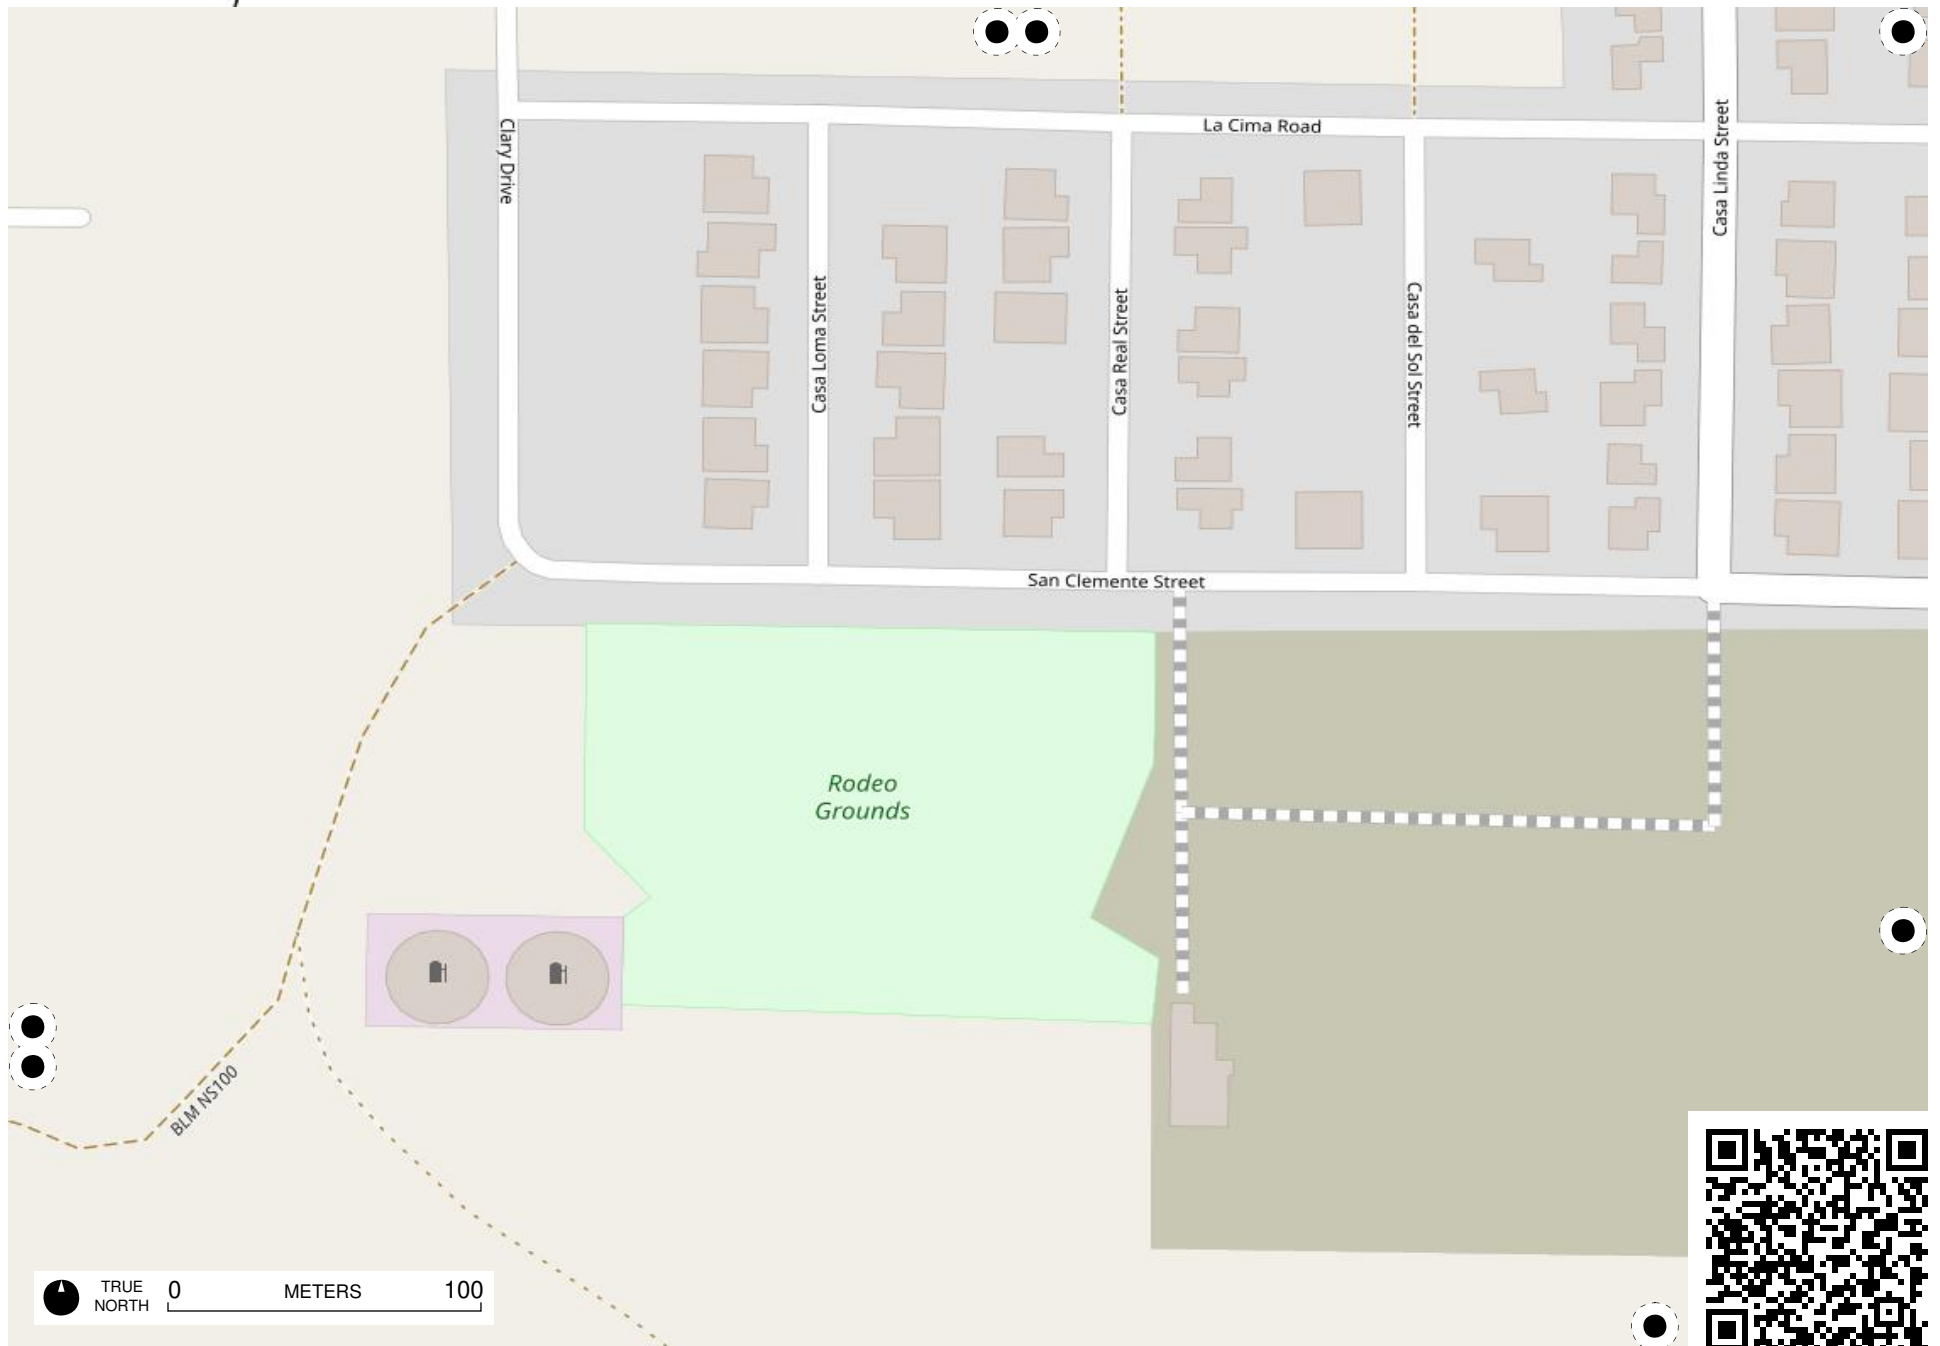 La Cima Road
Clary Drive
Casa Linda Street
Casa Loma Street
Casa Real Street
Casa del Sol Street
San Clemente Street
Rodeo
Grounds
BLM NS100
TRUE
NORTH
0 METERS 100